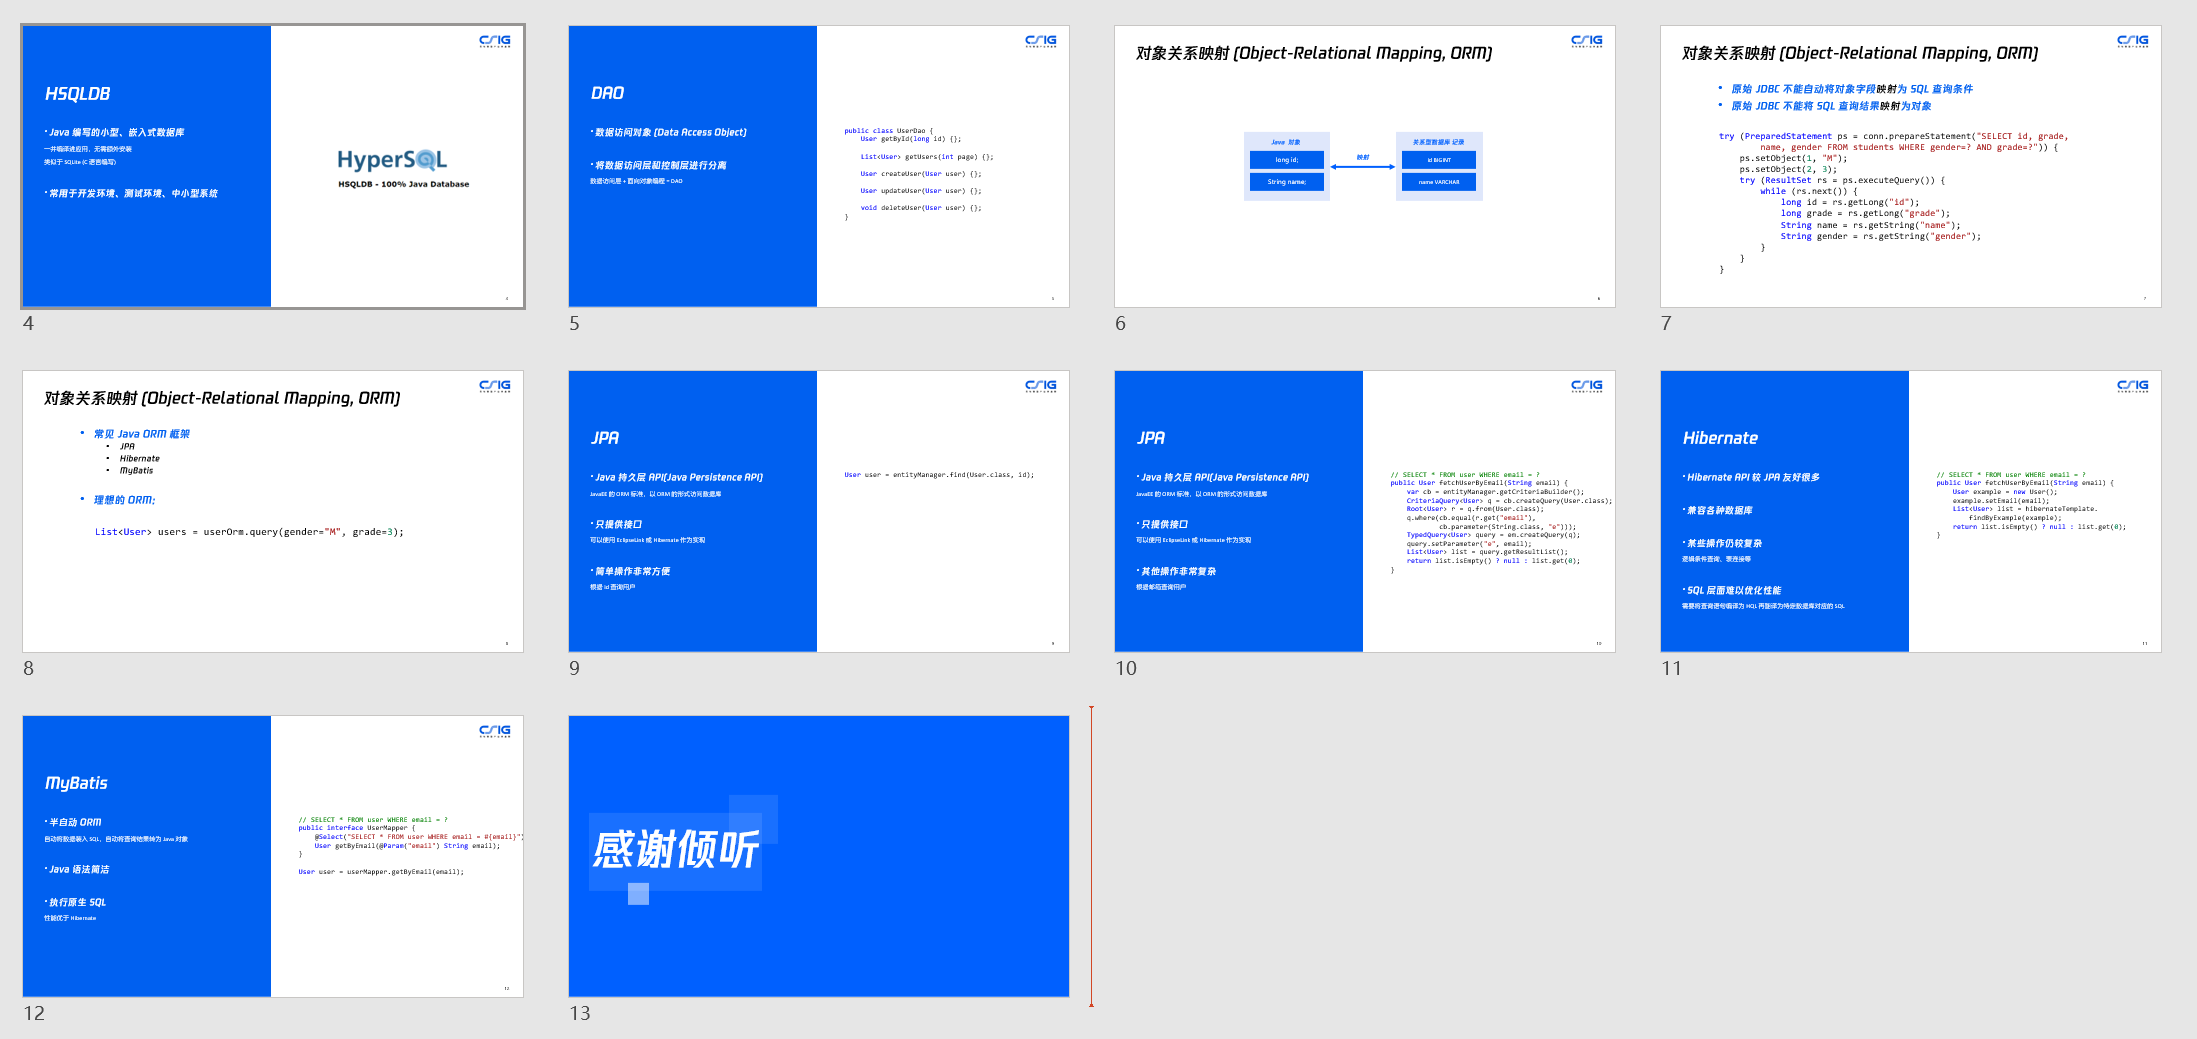 CSIG
HSQLDB
• Java 编写的小型、嵌入式数据库
一并编译进应用，无需额外安装
类似于 SQLite (C 语言编写)
• 常用于开发环境、测试环境、中小型系统
HyperSQL
HSQLDB - 100% Java Database
4
4
CSIG
DAO
• 数据访问对象 (Data Access Object)
• 将数据访问层和控制层进行分离
数据访问层 + 面向对象编程 = DAO
public class UserDao {
User getById(long id) {};
List<User> getUsers(int page) {};
User createUser(User user) {};
User updateUser(User user) {};
void deleteUser(User user) {};
}
5
5
CSIG
对象关系映射 (Object-Relational Mapping, ORM)
Java 对象
long id;
String name;
映射
关系型数据库 记录
id BIGINT
name VARCHAR
6
6
CSIG
对象关系映射 (Object-Relational Mapping, ORM)
• 原始 JDBC 不能自动将对象字段映射为 SQL 查询条件
• 原始 JDBC 不能将 SQL 查询结果映射为对象
try (PreparedStatement ps = conn.prepareStatement("SELECT id, grade,
name, gender FROM students WHERE gender=? AND grade=?")) {
ps.setObject(1, "M");
ps.setObject(2, 3);
try (ResultSet rs = ps.executeQuery()) {
while (rs.next()) {
long id = rs.getLong("id");
long grade = rs.getLong("grade");
String name = rs.getString("name");
String gender = rs.getString("gender");
}
}
}
7
7
CSIG
对象关系映射 (Object-Relational Mapping, ORM)
• 常见 Java ORM 框架
• JPA
• Hibernate
• MyBatis
• 理想的 ORM:
List<User> users = userOrm.query(gender="M", grade=3);
8
8
CSIG
JPA
• Java 持久层 API(Java Persistence API)
JavaEE 的 ORM 标准，以 ORM 的形式访问数据库
• 只提供接口
可以使用 EclipseLink 或 Hibernate 作为实现
• 简单操作非常方便
根据 id 查询用户
User user = entityManager.find(User.class, id);
9
9
CSIG
JPA
• Java 持久层 API(Java Persistence API)
JavaEE 的 ORM 标准，以 ORM 的形式访问数据库
• 只提供接口
可以使用 EclipseLink 或 Hibernate 作为实现
• 其他操作非常复杂
根据邮箱查询用户
// SELECT * FROM user WHERE email = ?
public User fetchUserByEmail(String email) {
var cb = entityManager.getCriteriaBuilder();
CriteriaQuery<User> q = cb.createQuery(User.class);
Root<User> r = q.from(User.class);
q.where(cb.equal(r.get("email"),
cb.parameter(String.class, "e")));
TypedQuery<User> query = em.createQuery(q);
query.setParameter("e", email);
List<User> list = query.getResultList();
return list.isEmpty() ? null : list.get(0);
}
10
10
CSIG
Hibernate
• Hibernate API 较 JPA 友好很多
• 兼容各种数据库
• 某些操作仍较复杂
逻辑条件查询、表连接等
• SQL 层面难以优化性能
需要将查询语句编译为 HQL 再翻译为特定数据库对应的 SQL
// SELECT * FROM user WHERE email = ?
public User fetchUserByEmail(String email) {
User example = new User();
example.setEmail(email);
List<User> list = hibernateTemplate.
findByExample(example);
return list.isEmpty() ? null : list.get(0);
}
11
11
CSIG
MyBatis
• 半自动 ORM
自动将数据装入 SQL，自动将查询结果转为 Java 对象
• Java 语法简洁
• 执行原生 SQL
性能优于 Hibernate
// SELECT * FROM user WHERE email = ?
public interface UserMapper {
@Select("SELECT * FROM user WHERE email = #{email}")
User getByEmail(@Param("email") String email);
}
User user = userMapper.getByEmail(email);
12
12
感谢倾听
13